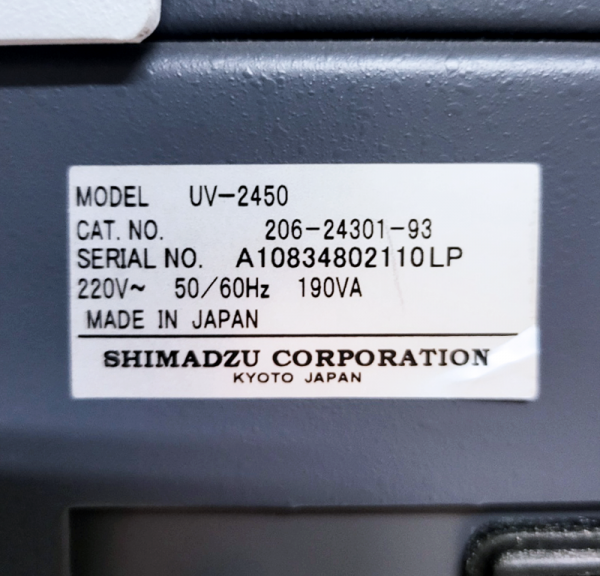 MODEL UV-2450
CAT. NO. 206-24301-93
SERIAL NO. A10834802110LP
220V~ 50/60Hz 190VA
MADE IN JAPAN
SHIMADZU CORPORATION
KYOTO JAPAN